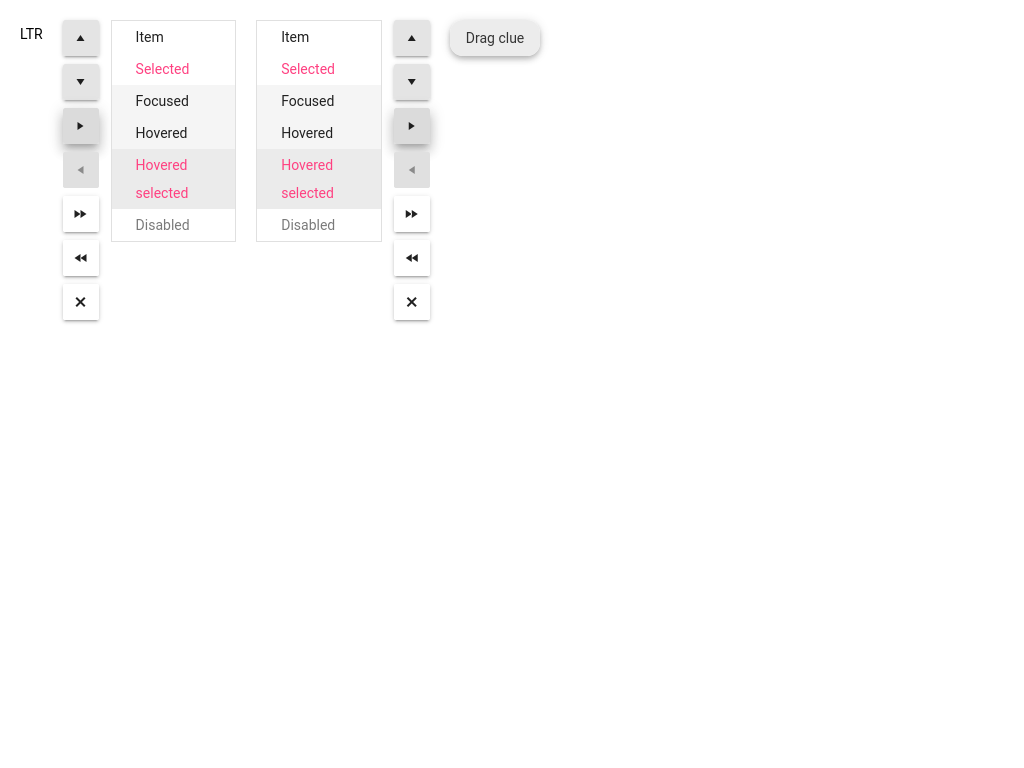 LTR
Item
Selected
Focused
Hovered
Hovered
selected
Disabled
Item
Selected
Focused
Hovered
Hovered
selected
Disabled
Drag clue